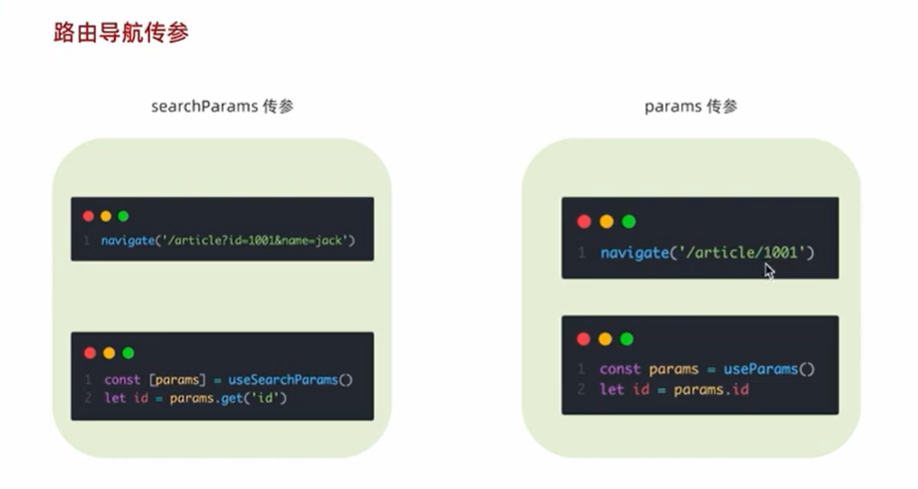 路由导航传参
searchParams 传参
1 navigate('/article?id=1001&name=jack')
1 const [params] = useSearchParams()
2 let id = params.get('id')
params 传参
1 navigate('/article/1001')
1 const params = useParams()
2 let id = params.id